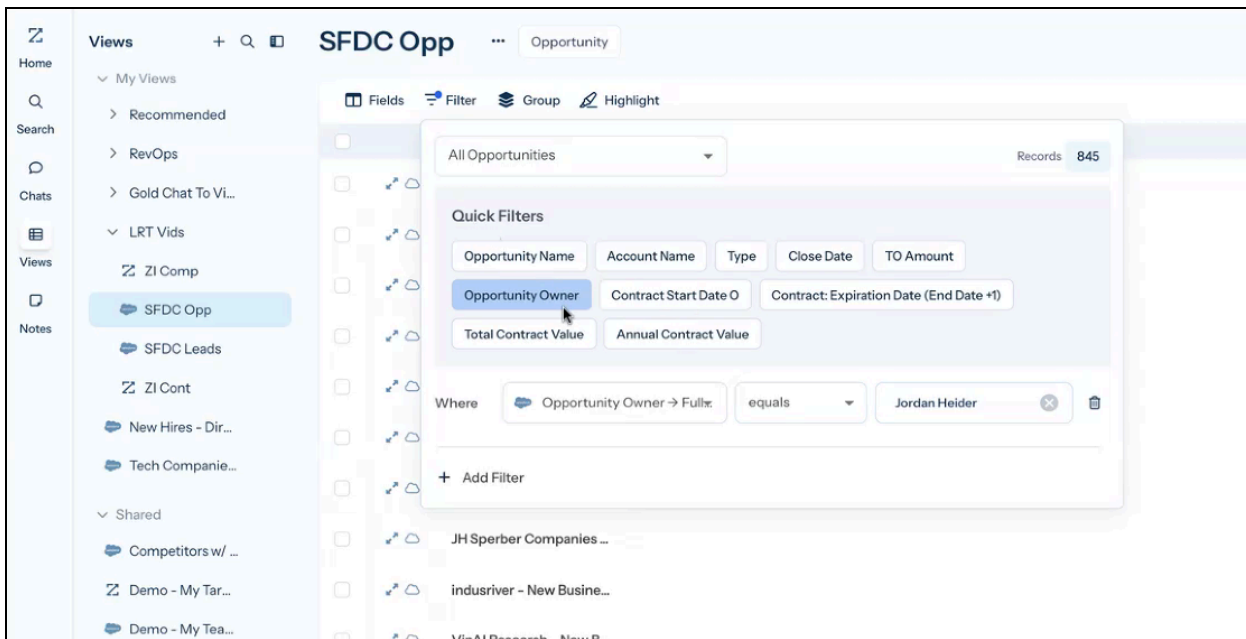 Home
Search
Chats
Views
Notes
Views
My Views
Recommended
RevOps
Gold Chat To Vi...
LRT Vids
ZI Comp
SFDC Opp
SFDC Leads
ZI Cont
New Hires - Dir...
Tech Companie...
Shared
Competitors w/ ...
Demo - My Tar...
Demo - My Tea...
SFDC Opp ... Opportunity
Fields Filter Group Highlight
All Opportunities Records 845
Quick Filters
Opportunity Name Account Name Type Close Date TO Amount
Opportunity Owner Contract Start Date O Contract: Expiration Date (End Date +1)
Total Contract Value Annual Contract Value
Where Opportunity Owner → Full... equals Jordan Heider
+ Add Filter
JH Sperber Companies ...
indusriver - New Busine...